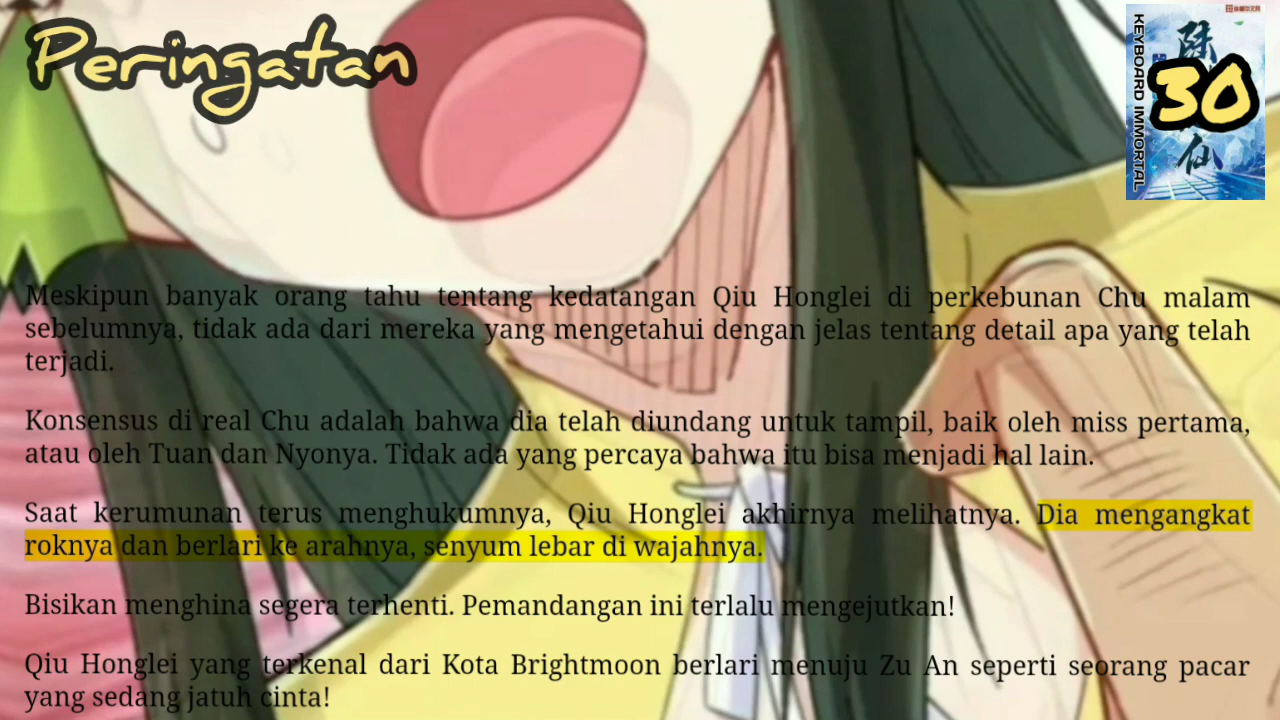 Peringatan
KEYBOARD IMMORTAL
陸
30
仙
Meskipun banyak orang tahu tentang kedatangan Qiu Honglei di perkebunan Chu malam
sebelumnya, tidak ada dari mereka yang mengetahui dengan jelas tentang detail apa yang telah
terjadi.
Konsensus di real Chu adalah bahwa dia telah diundang untuk tampil, baik oleh miss pertama,
atau oleh Tuan dan Nyonya. Tidak ada yang percaya bahwa itu bisa menjadi hal lain.
Saat kerumunan terus menghukumnya, Qiu Honglei akhirnya melihatnya. Dia mengangkat
roknya dan berlari ke arahnya, senyum lebar di wajahnya.
Bisikan menghina segera terhenti. Pemandangan ini terlalu mengejutkan!
Qiu Honglei yang terkenal dari Kota Brightmoon berlari menuju Zu An seperti seorang pacar
yang sedang jatuh cinta!